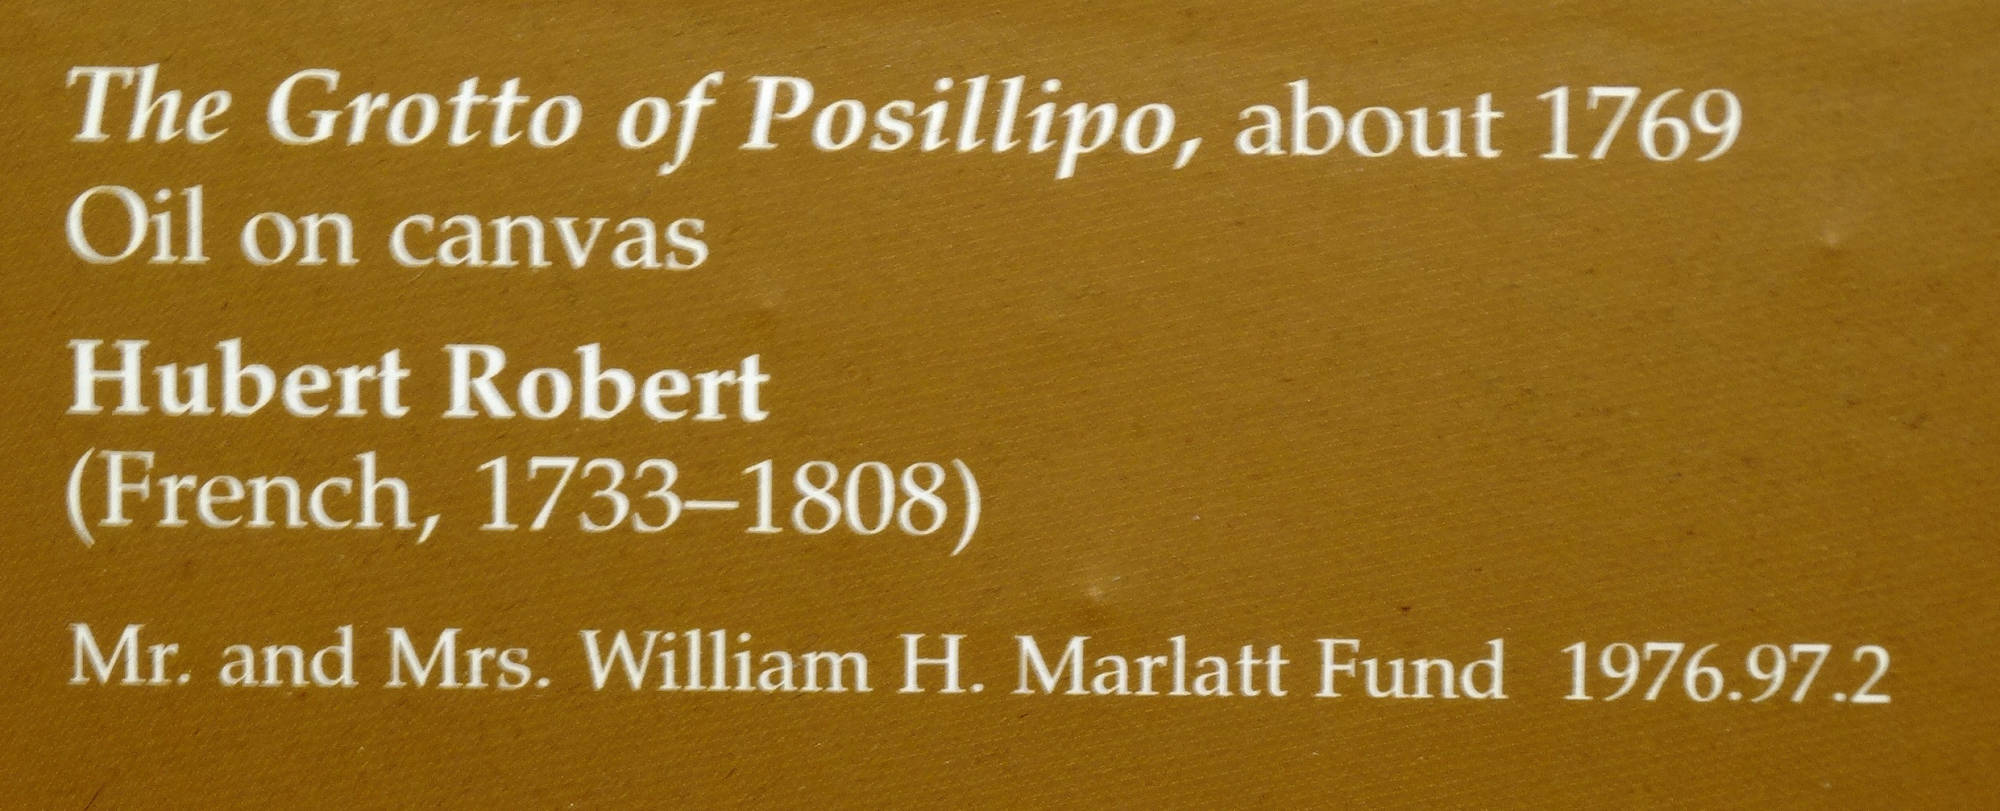 The Grotto of Posillipo, about 1769
Oil on canvas
Hubert Robert
(French, 1733–1808)
Mr. and Mrs. William H. Marlatt Fund 1976.97.2